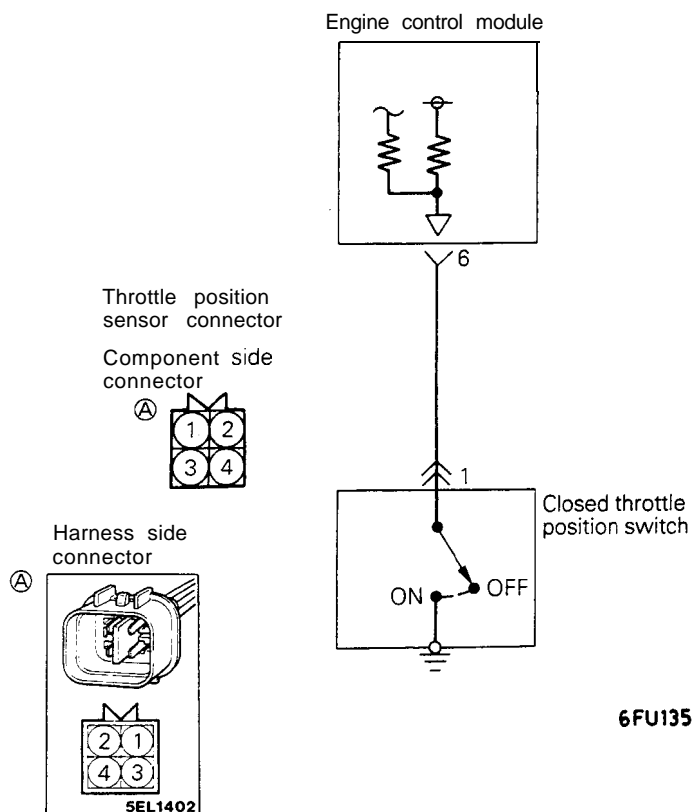 Engine control module
6
Throttle position
sensor connector
Component side
connector
A
1 2
3 4
1
Closed throttle
position switch
ON
OFF
Harness side
connector
A
2 1
4 3
5EL1402
6FU135